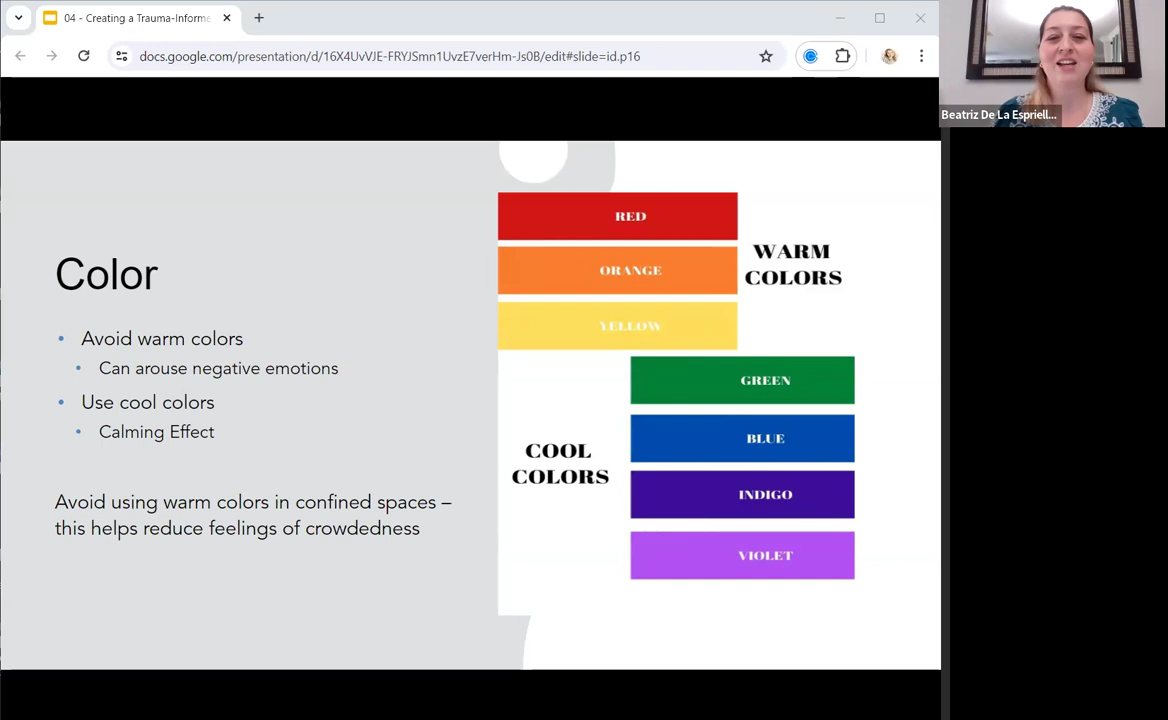 04 - Creating a Trauma-Informe
docs.google.com/presentation/d/16X4UvVJE-FRYJSmn1UvzE7verHm-Js0B/edit#slide=id.p16
Beatriz De La Espriell...
Color
• Avoid warm colors
• Can arouse negative emotions
• Use cool colors
• Calming Effect
Avoid using warm colors in confined spaces –
this helps reduce feelings of crowdedness
RED
ORANGE
YELLOW
WARM
COLORS
GREEN
BLUE
INDIGO
VIOLET
COOL
COLORS